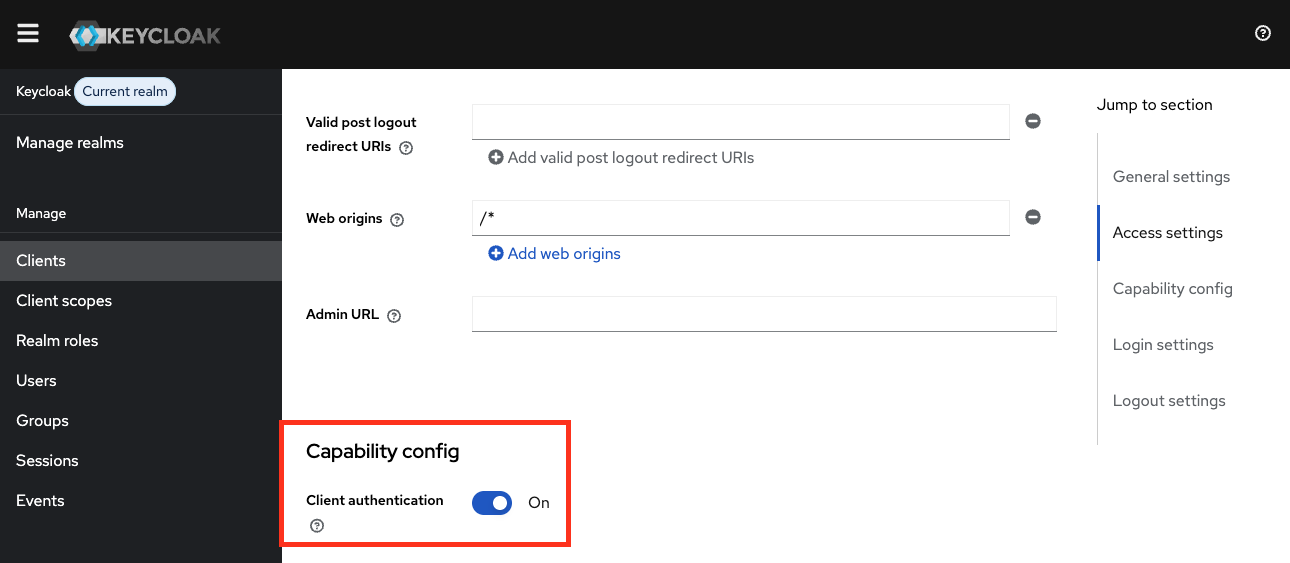 KEYCLOAK
Keycloak Current realm
Manage realms
Manage
Clients
Client scopes
Realm roles
Users
Groups
Sessions
Events
Valid post logout
redirect URIs
Add valid post logout redirect URIs
Web origins
/*
Add web origins
Admin URL
Capability config
Client authentication
On
Jump to section
General settings
Access settings
Capability config
Login settings
Logout settings